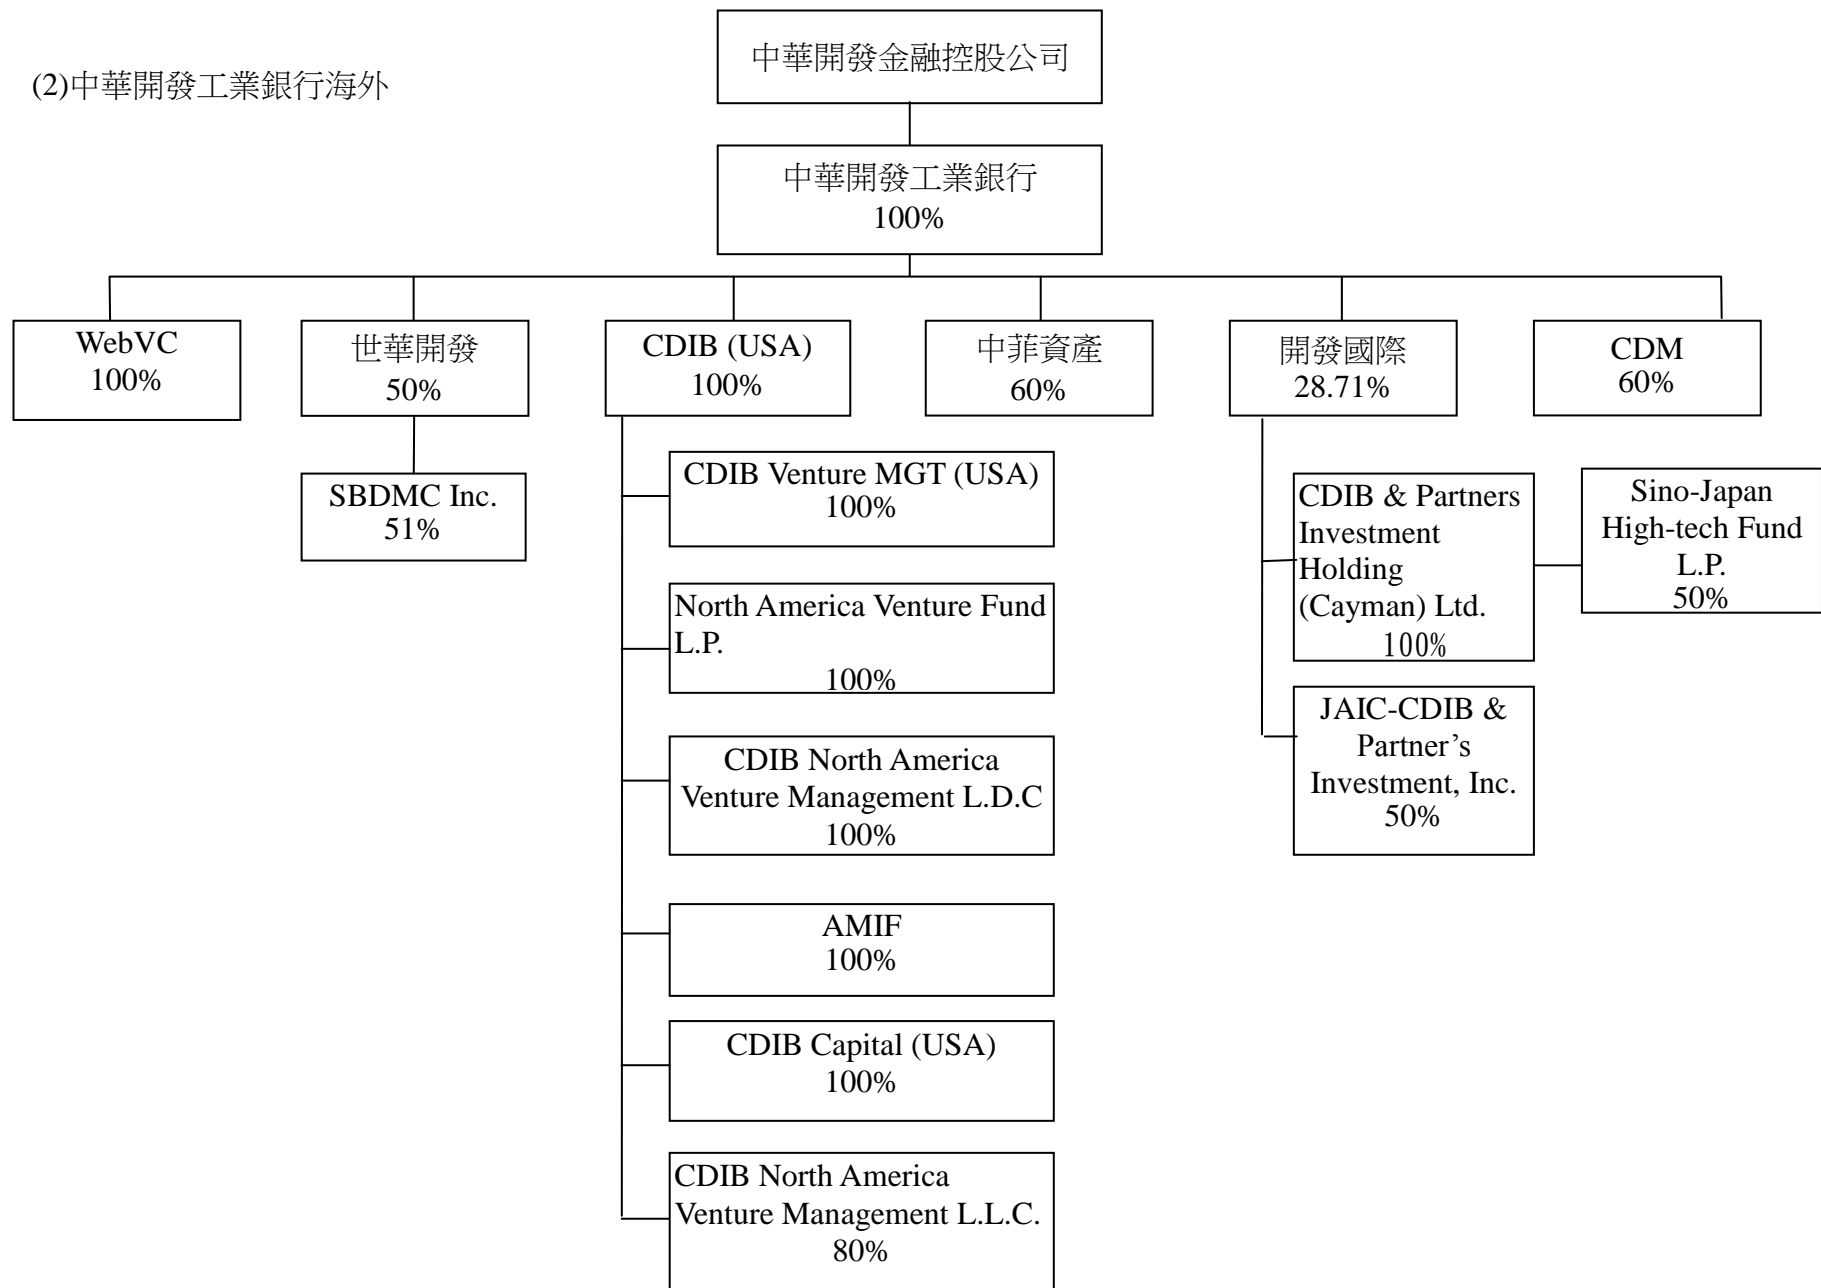 中華開發金融控股公司
(2)中華開發工業銀行海外
中華開發工業銀行
100%
WebVC
100%
世華開發
50%
CDIB (USA)
100%
中菲資產
60%
開發國際
28.71%
CDM
60%
SBDMC Inc.
51%
CDIB Venture MGT (USA)
100%
North America Venture Fund
L.P.
100%
CDIB North America
Venture Management L.D.C
100%
AMIF
100%
CDIB Capital (USA)
100%
CDIB North America
Venture Management L.L.C.
80%
CDIB & Partners
Investment
Holding
(Cayman) Ltd.
100%
Sino-Japan
High-tech Fund
L.P.
50%
JAIC-CDIB &
Partner’s
Investment, Inc.
50%